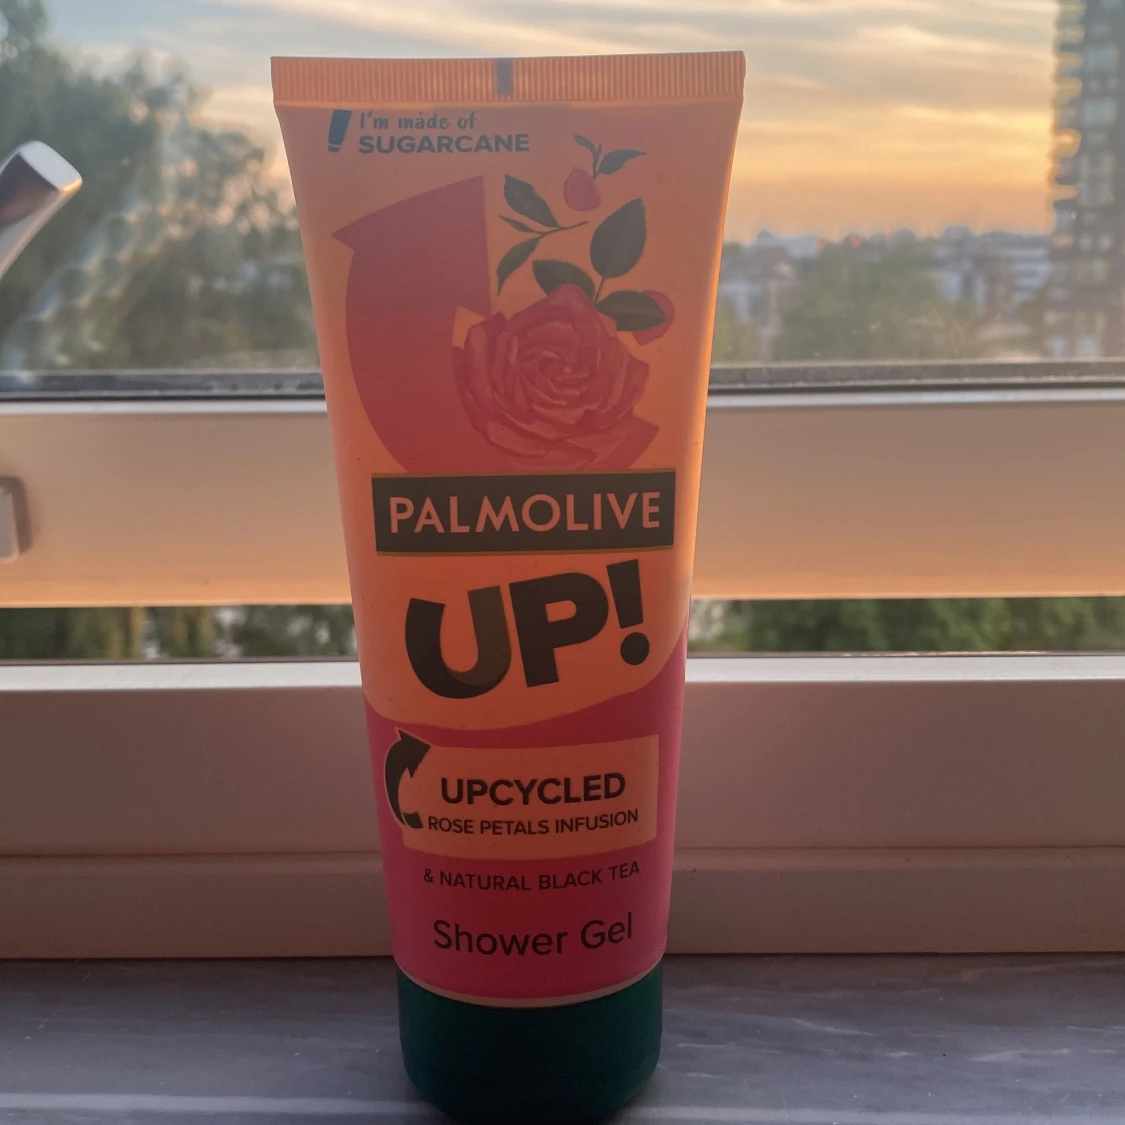 I'm made of
SUGARCANE
PALMOLIVE
UP!
UPCYCLED
ROSE PETALS INFUSION
& NATURAL BLACK TEA
Shower Gel